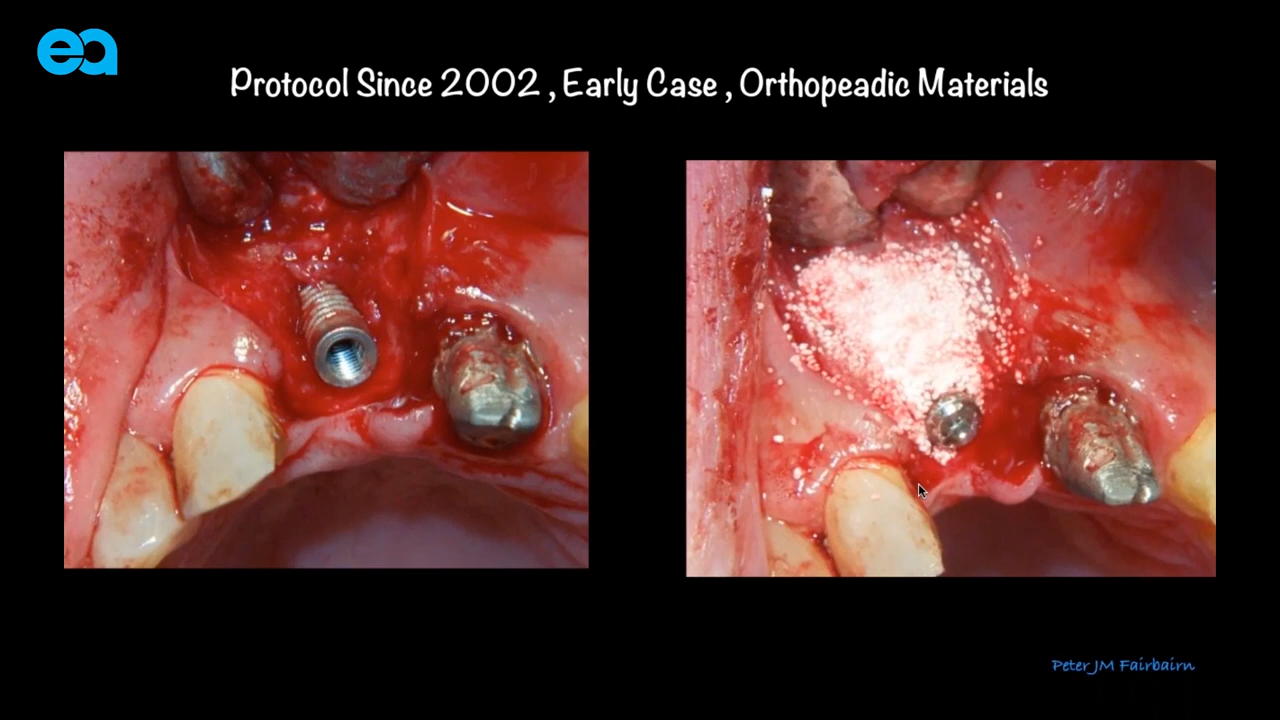 ea
Protocol Since 2002 , Early Case , Orthopeadic Materials
Peter JM Fairbairn